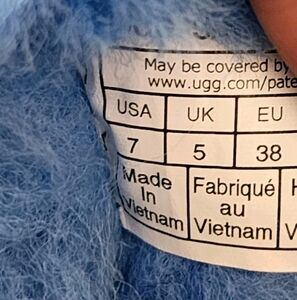 May be covered by
www.ugg.com/pate
USA UK EU
7 5 38
Made In Vietnam
Fabriqué au Vietnam